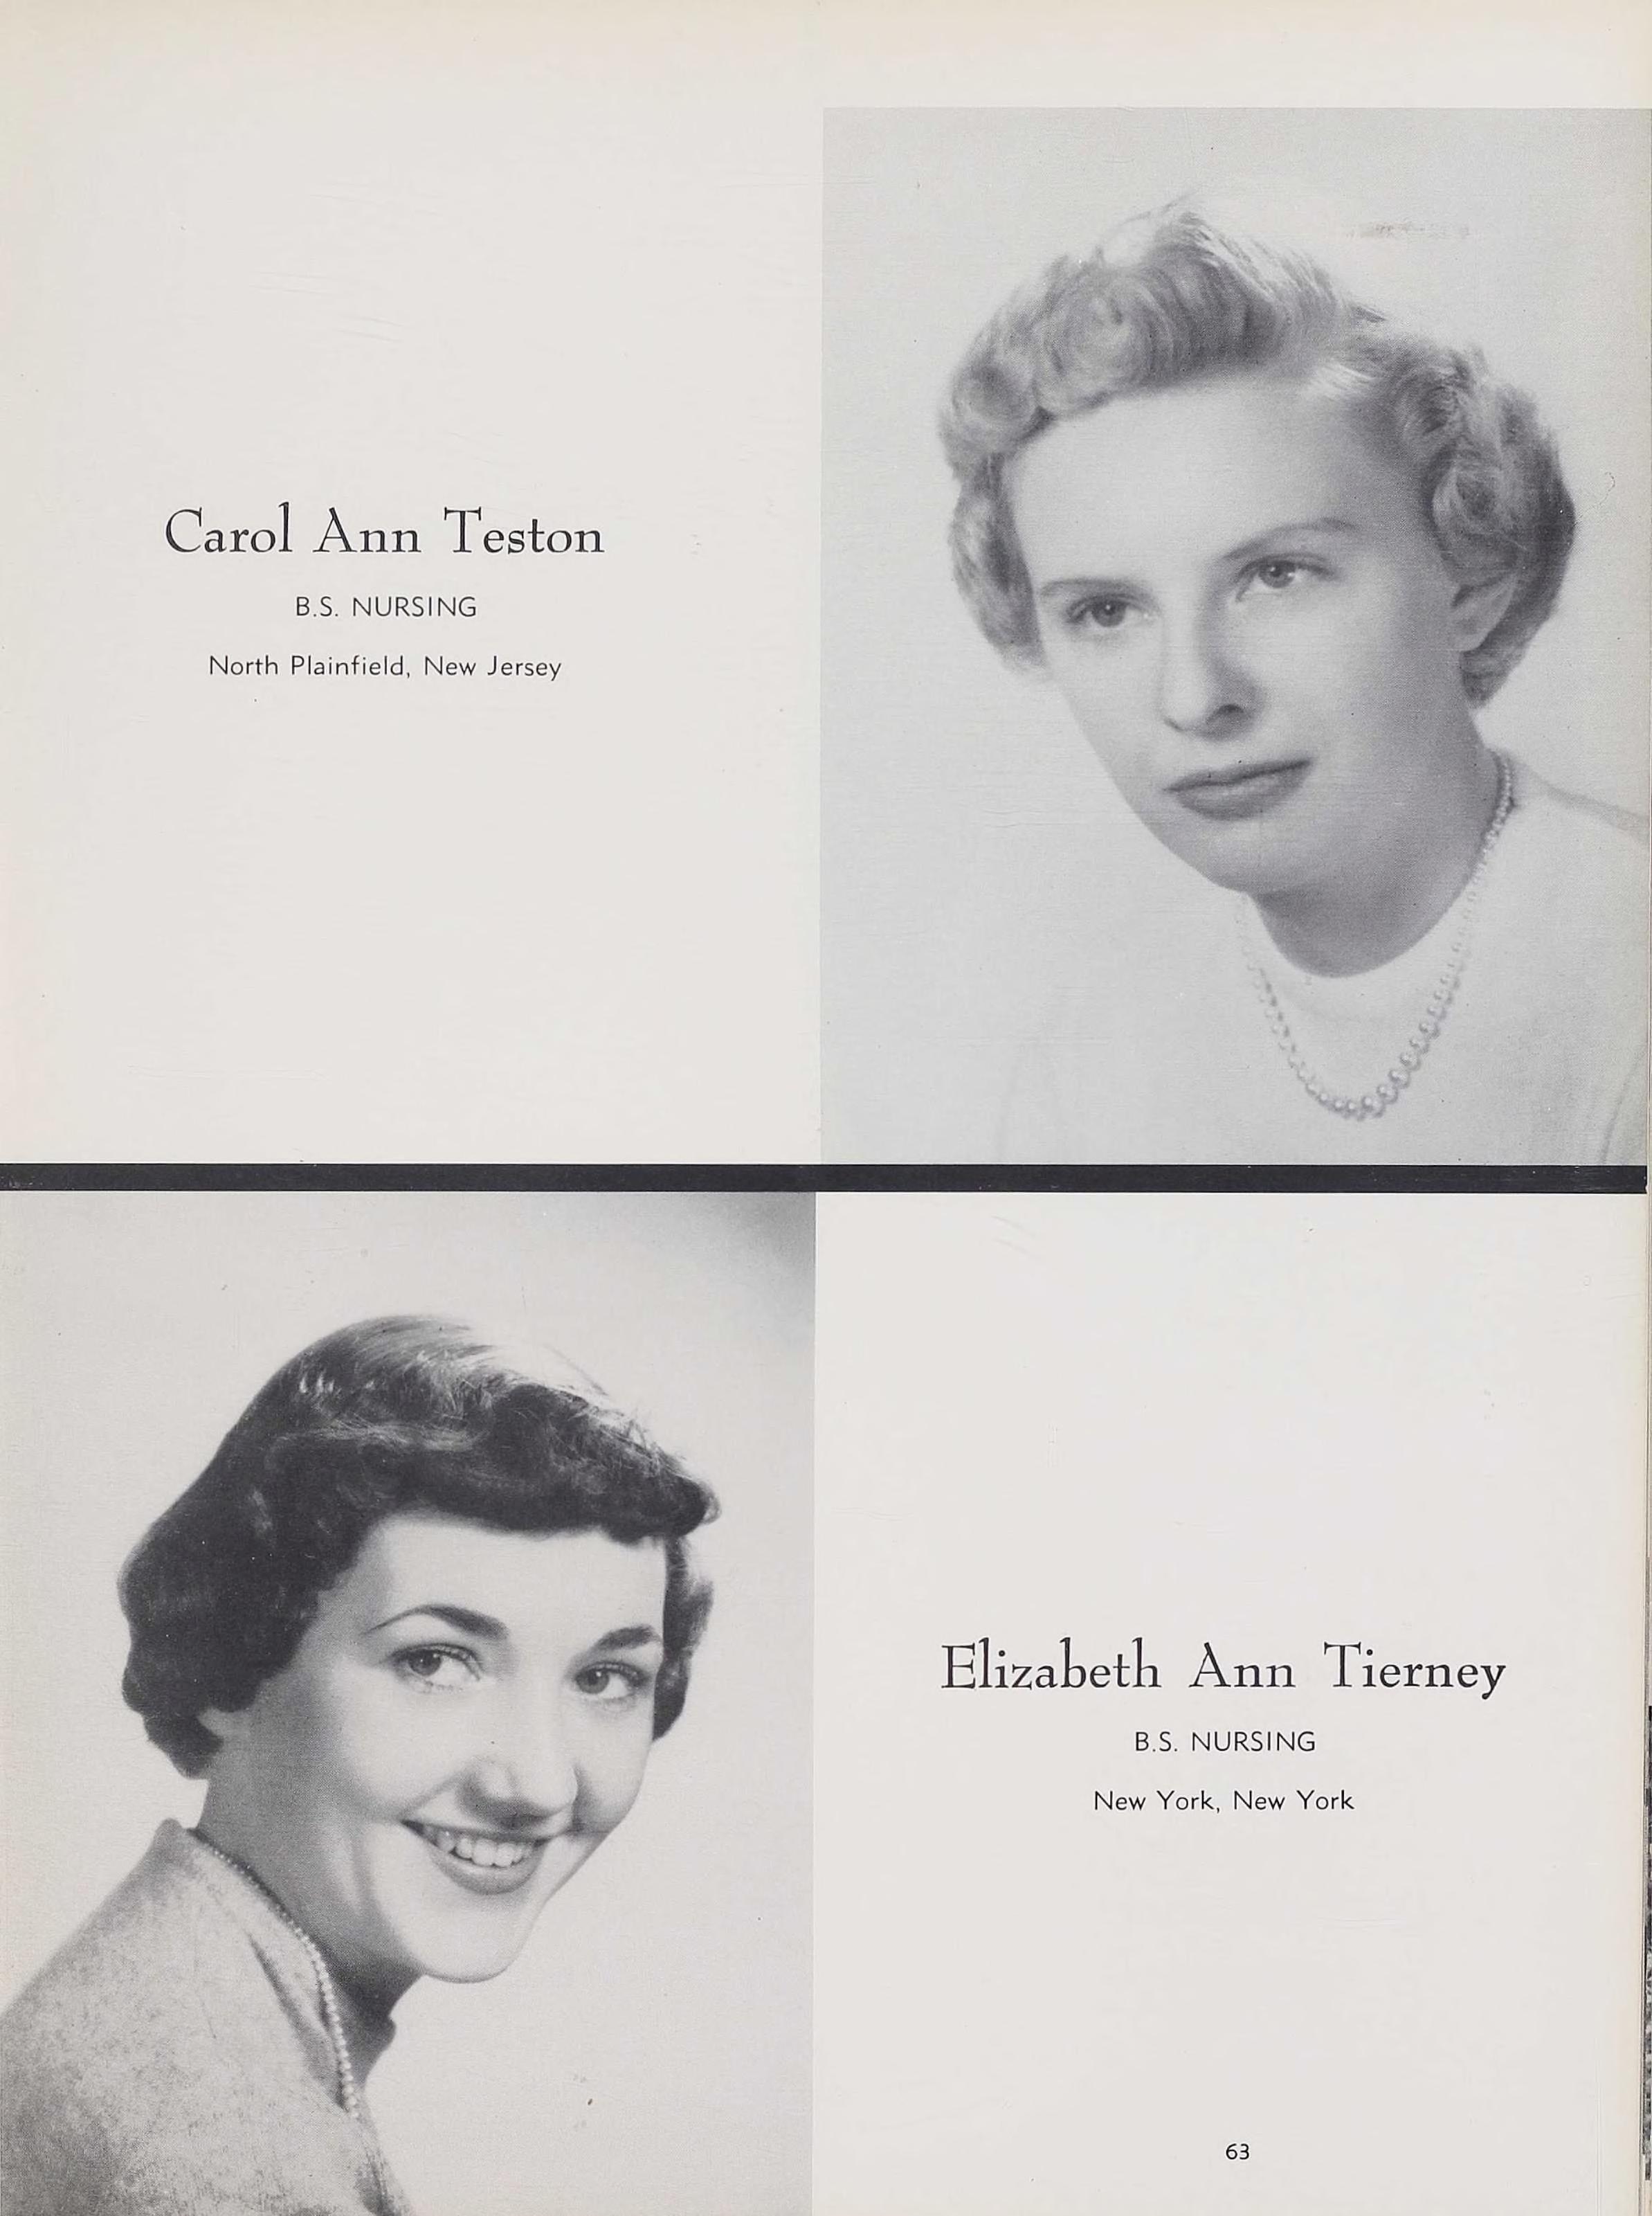 Carol Ann Teston
B.S. NURSING
North Plainfield, New Jersey
Elizabeth Ann Tierney
B.S. NURSING
New York, New York
63